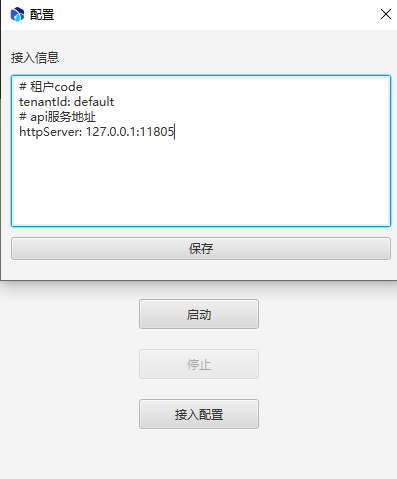 配置
接入信息
# 租户code
tenantId: default
# api服务地址
httpServer: 127.0.0.1:11805
保存
启动
停止
接入配置